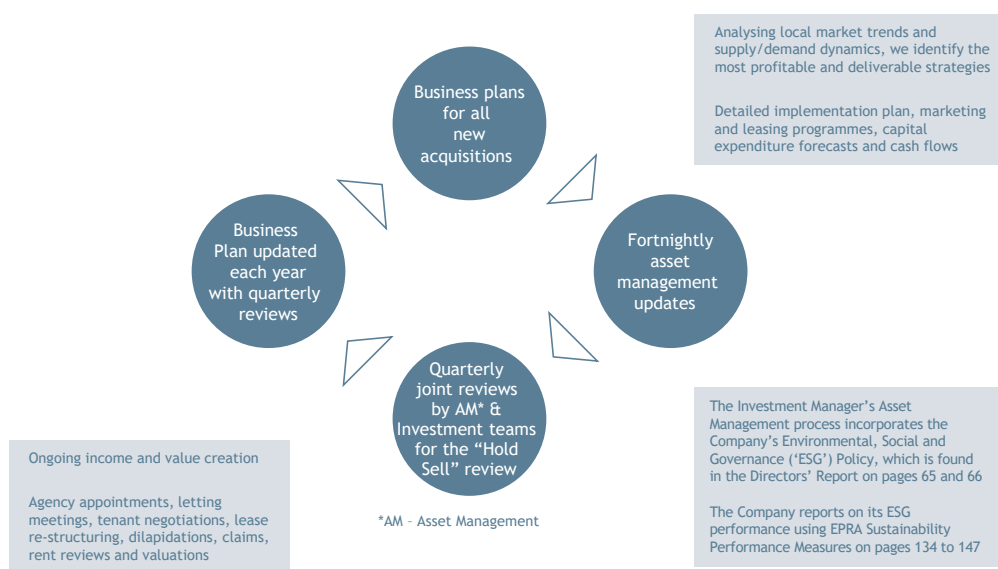 Business plans
for all
new
acquisitions
Analysing local market trends and
supply/demand dynamics, we identify the
most profitable and deliverable strategies
Detailed implementation plan, marketing
and leasing programmes, capital
expenditure forecasts and cash flows
Business
Plan updated
each year
with quarterly
reviews
Fortnightly
asset
management
updates
Quarterly
joint reviews
by AM* &
Investment teams
for the “Hold
Sell” review
*AM – Asset Management
Ongoing income and value creation
Agency appointments, letting
meetings, tenant negotiations, lease
re-structuring, dilapidations, claims,
rent reviews and valuations
The Investment Manager’s Asset
Management process incorporates the
Company’s Environmental, Social and
Governance (‘ESG’) Policy, which is found
in the Directors’ Report on pages 65 and 66
The Company reports on its ESG
performance using EPRA Sustainability
Performance Measures on pages 134 to 147